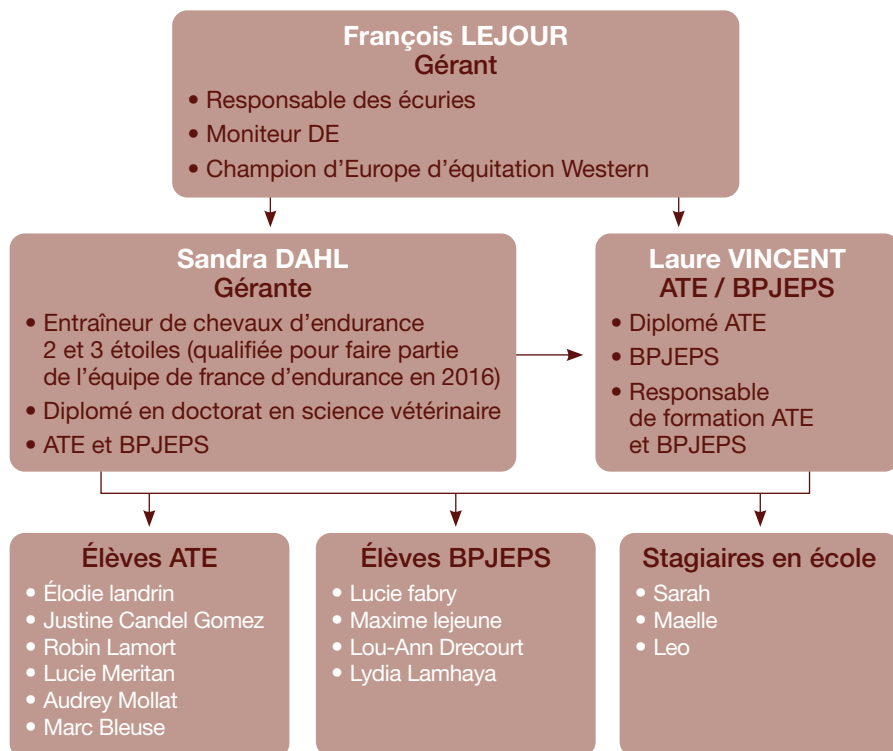 François LEJOUR
Gérant
• Responsable des écuries
• Moniteur DE
• Champion d'Europe d'équitation Western
Sandra DAHL
Gérante
• Entraîneur de chevaux d'endurance
2 et 3 étoiles (qualifiée pour faire partie
de l'équipe de france d'endurance en 2016)
• Diplomé en doctorat en science vétérinaire
• ATE et BPJEPS
Laure VINCENT
ATE / BPJEPS
• Diplomé ATE
• BPJEPS
• Responsable
de formation ATE
et BPJEPS
Élèves ATE
• Élodie landrin
• Justine Candel Gomez
• Robin Lamort
• Lucie Meritan
• Audrey Mollat
• Marc Bleuse
Élèves BPJEPS
• Lucie fabry
• Maxime lejeune
• Lou-Ann Drecourt
• Lydia Lamhaya
Stagiaires en école
• Sarah
• Maelle
• Leo